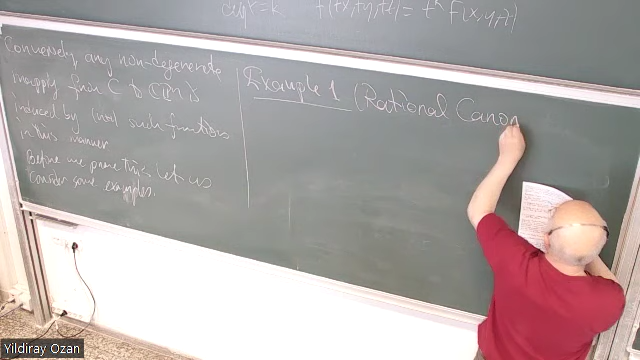 deg F = k F(tx, ty, tz) = t^k F(x, y, z)
Conversely any non-degenerate
map from C to CP^n is
induced by (n+1) such functions
in this manner
Before we prove this let us
consider some examples.
Example 1 (Rational Canon
Yildiray Ozan